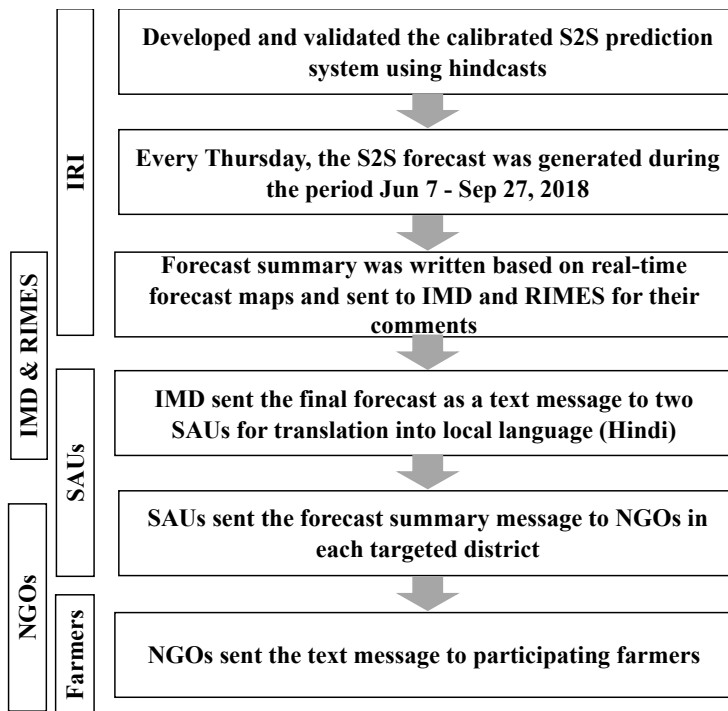 Developed and validated the calibrated S2S prediction
system using hindcasts
Every Thursday, the S2S forecast was generated during
the period Jun 7 - Sep 27, 2018
Forecast summary was written based on real-time
forecast maps and sent to IMD and RIMES for their
comments
IMD sent the final forecast as a text message to two
SAUs for translation into local language (Hindi)
SAUs sent the forecast summary message to NGOs in
each targeted district
NGOs sent the text message to participating farmers
IRI
IMD & RIMES
SAUs
NGOs
Farmers